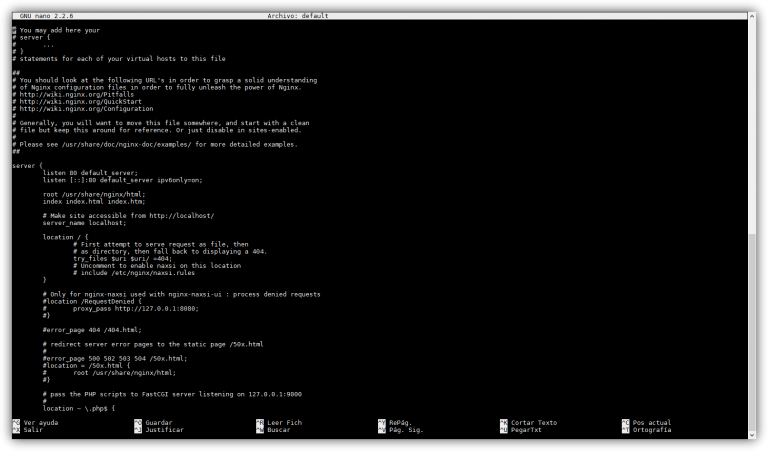 GNU nano 2.2.6 Archivo: default
# You may add here your
# server {
# ...
# }
# statements for each of your virtual hosts to this file
##
# You should look at the following URL's in order to grasp a solid understanding
# of Nginx configuration files in order to fully unleash the power of Nginx.
# http://wiki.nginx.org/Pitfalls
# http://wiki.nginx.org/QuickStart
# http://wiki.nginx.org/Configuration
#
# Generally, you will want to move this file somewhere, and start with a clean
# file but keep this around for reference. Or just disable in sites-enabled.
#
# Please see /usr/share/doc/nginx-doc/examples/ for more detailed examples.
##
server {
listen 80 default_server;
listen [::]:80 default_server ipv6only=on;
root /usr/share/nginx/html;
index index.html index.htm;
# Make site accessible from http://localhost/
server_name localhost;
location / {
# First attempt to serve request as file, then
# as directory, then fall back to displaying a 404.
try_files $uri $uri/ =404;
# Uncomment to enable naxsi on this location
# include /etc/nginx/naxsi.rules
}
# Only for nginx-naxsi used with nginx-naxsi-ui : process denied requests
#location /RequestDenied {
# proxy_pass http://127.0.0.1:8080;
#}
#error_page 404 /404.html;
# redirect server error pages to the static page /50x.html
#
#error_page 500 502 503 504 /50x.html;
#location = /50x.html {
# root /usr/share/nginx/html;
#}
# pass the PHP scripts to FastCGI server listening on 127.0.0.1:9000
#
location ~ \.php$ {
^G Ver ayuda ^O Guardar ^R Leer Fich ^Y RePág. ^K Cortar Texto ^C Pos actual
^X Salir ^J Justificar ^W Buscar ^V Pág. Sig. ^U PegarTxt ^T Ortografía